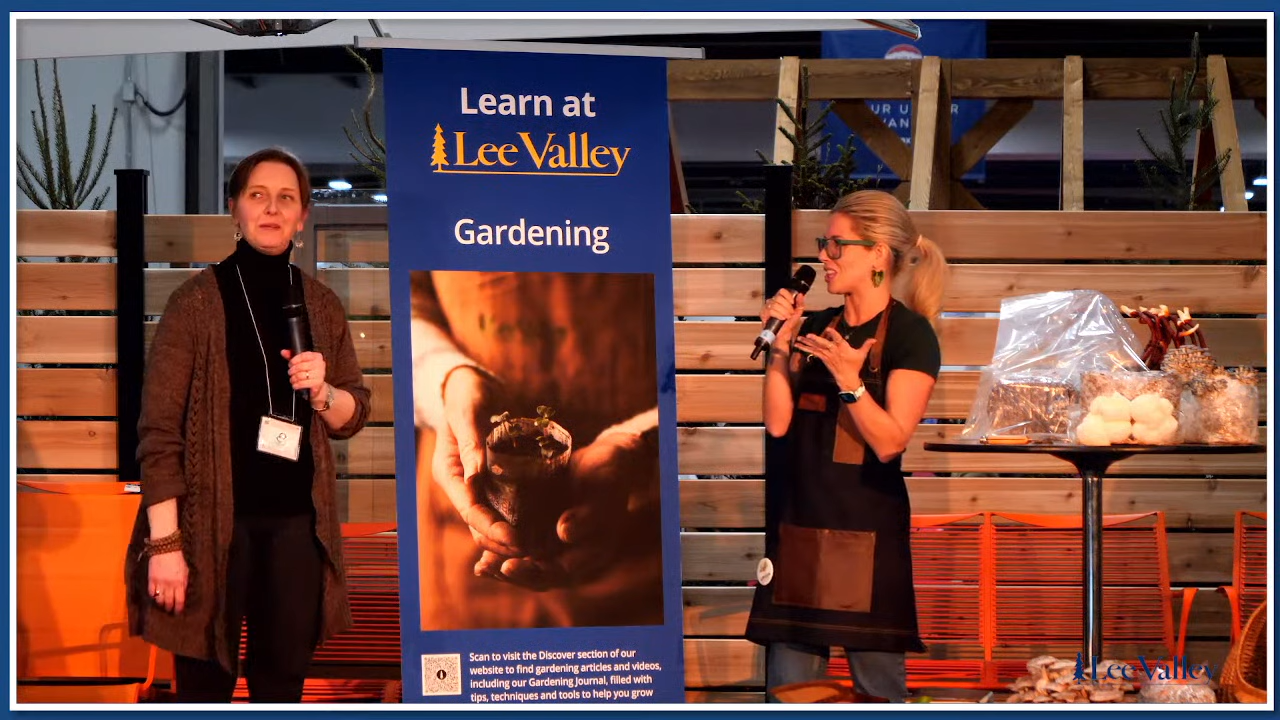 Learn at
Lee Valley
Gardening
Scan to visit the Discover section of our
website to find gardening articles and videos,
including our Gardening Journal, filled with
tips, techniques and tools to help you grow
Lee Valley